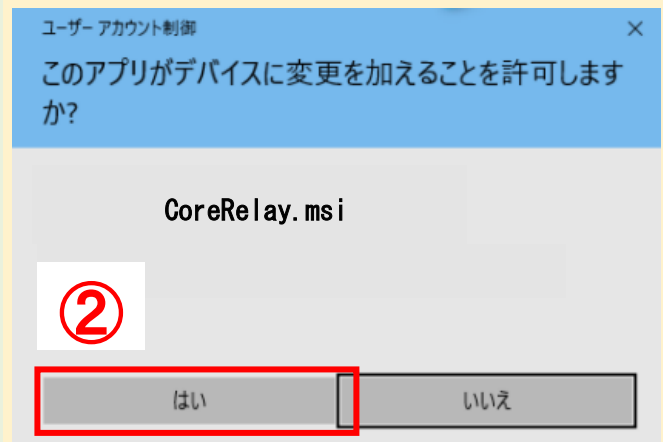 ユーザー アカウント制御
このアプリがデバイスに変更を加えることを許可します
か?
CoreRelay.msi
②
はい
いいえ